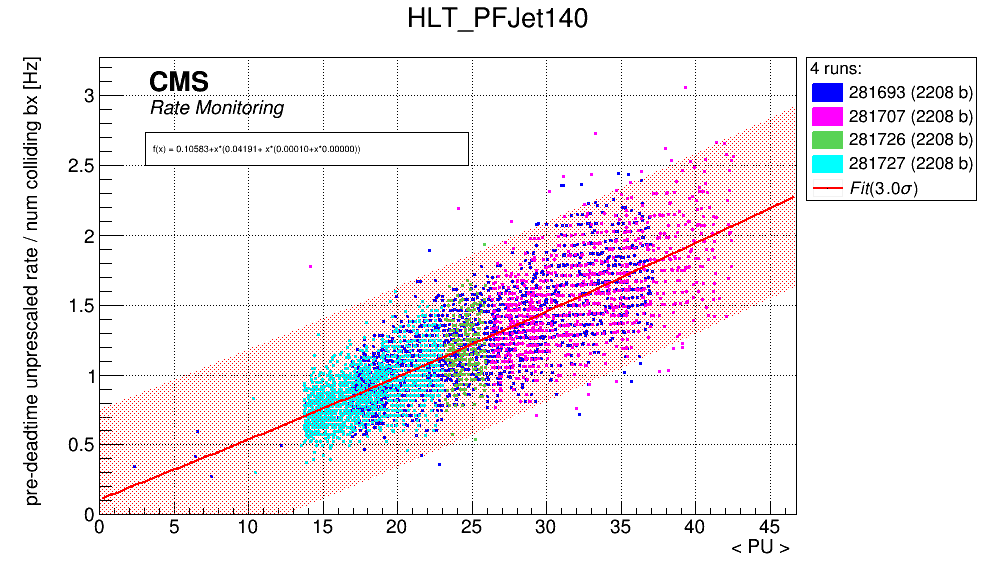 HLT_PFJet140
pre-deadtime unprescaled rate / num colliding bx [Hz]
CMS
Rate Monitoring
f(x) = 0.10583+x*(0.04191+ x*(0.00010+x*0.00000))
3
2.5
2
1.5
1
0.5
0
0 5 10 15 20 25 30 35 40 45
< PU >
4 runs:
281693 (2208 b)
281707 (2208 b)
281726 (2208 b)
281727 (2208 b)
Fit(3.0σ)